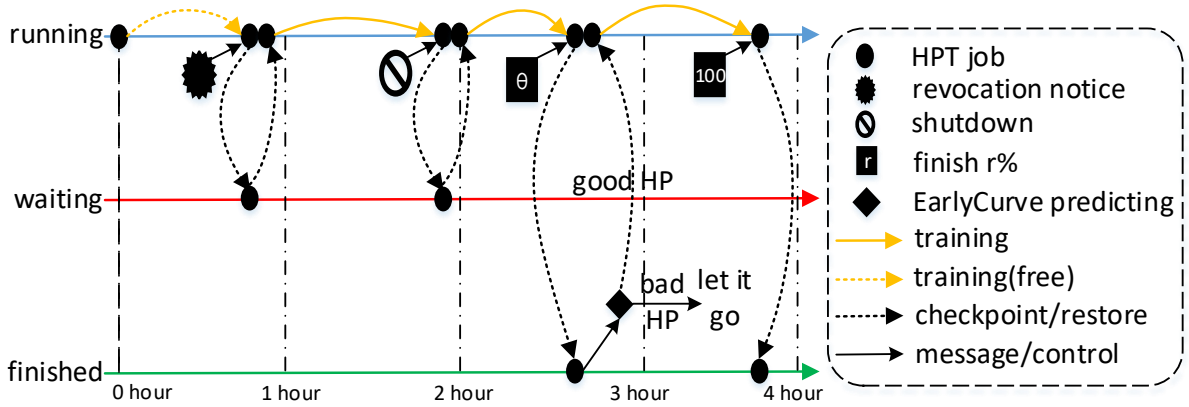 running
θ
100
waiting
good HP
bad
HP
let it
go
finished
0 hour
1 hour
2 hour
3 hour
4 hour
HPT job
revocation notice
shutdown
r
finish r%
EarlyCurve predicting
training
training(free)
checkpoint/restore
message/control